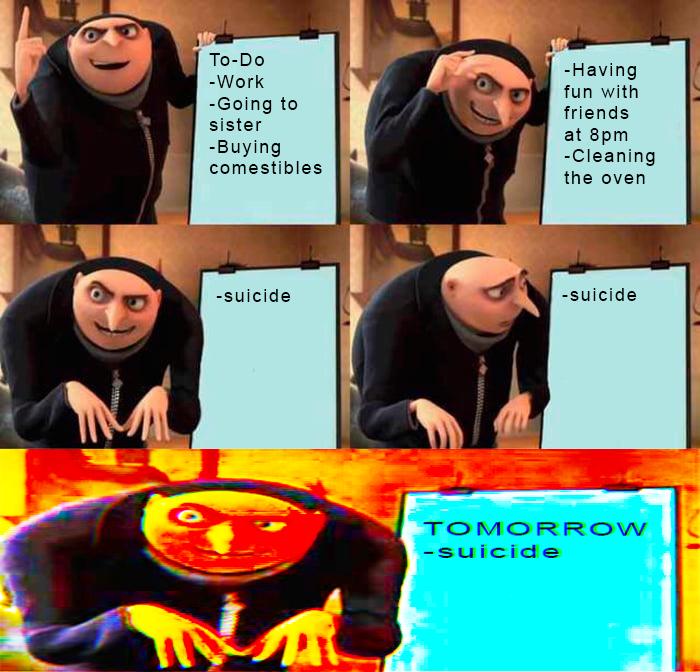 To-Do
-Work
-Going to
sister
-Buying
comestibles
-Having
fun with
friends
at 8pm
-Cleaning
the oven
-suicide
-suicide
TOMORROW
-suicide